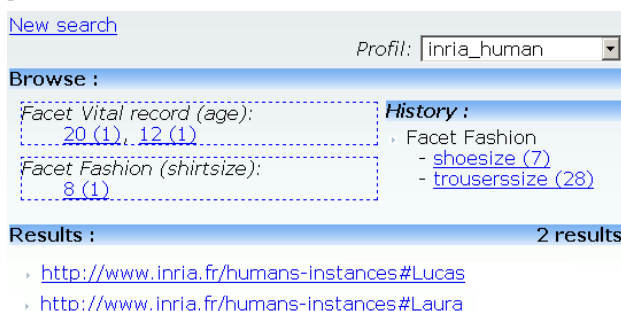 New search
Profil: inria_human
Browse :
Facet Vital record (age):
20 (1), 12 (1)
Facet Fashion (shirtsize):
8 (1)
History :
Facet Fashion
- shoesize (7)
- trouserssize (28)
Results : 2 results
http://www.inria.fr/humans-instances#Lucas
http://www.inria.fr/humans-instances#Laura